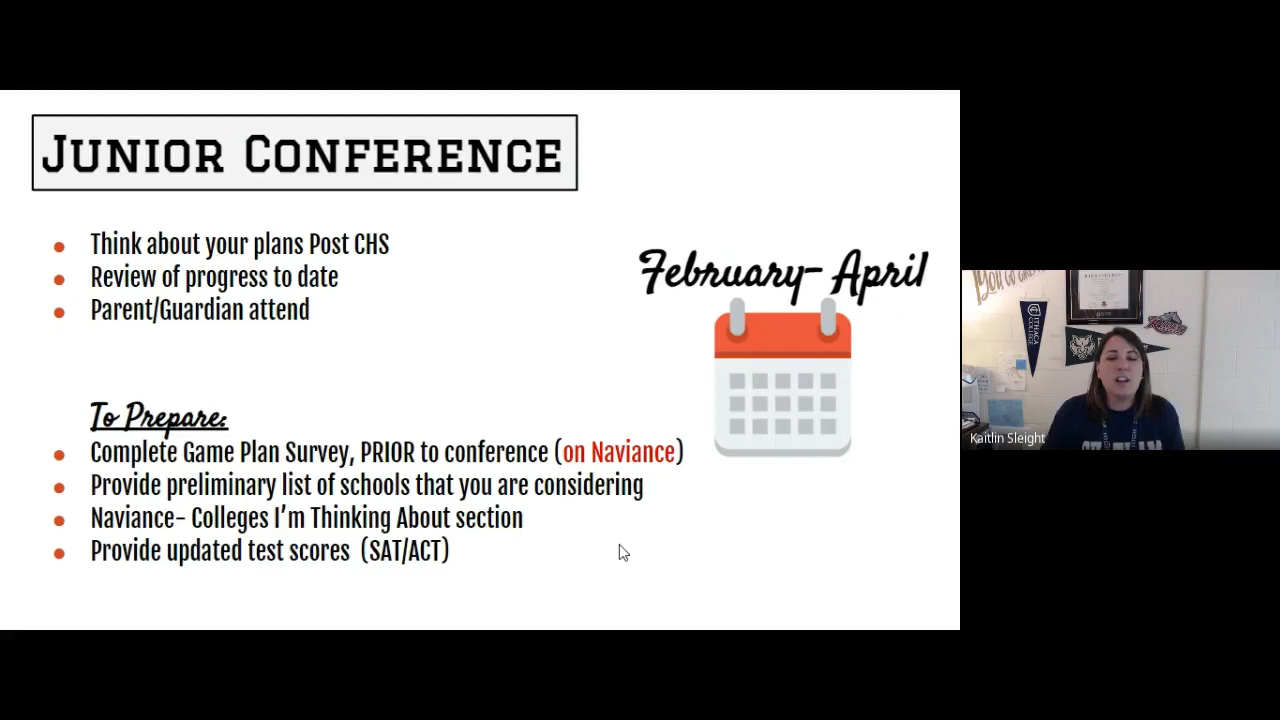 JUNIOR CONFERENCE
Think about your plans Post CHS
Review of progress to date
Parent/Guardian attend
February- April
To Prepare:
Complete Game Plan Survey, PRIOR to conference (on Naviance)
Provide preliminary list of schools that you are considering
Naviance- Colleges I'm Thinking About section
Provide updated test scores (SAT/ACT)
ITHACA
COLLEGE
Kaitlin Sleight